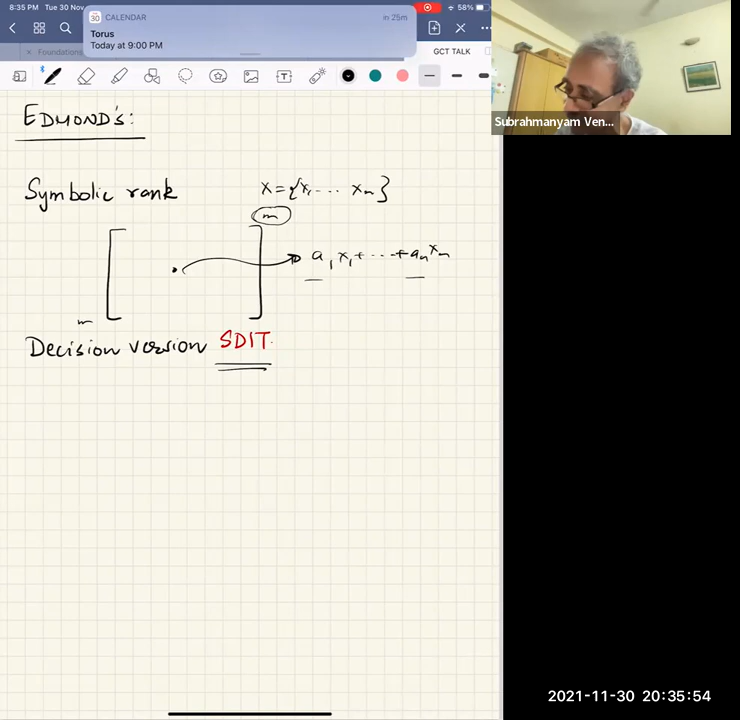 8:35 PM Tue 30 Nov
58%
30 CALENDAR in 25m
Torus
Today at 9:00 PM
Foundations
GCT TALK
Subrahmanyam Ven...
EDMOND'S:
Symbolic rank X={x₁ ... xₙ}
m
a₁x₁+...+aₙxₙ
m
Decision version SDIT
2021-11-30 20:35:54